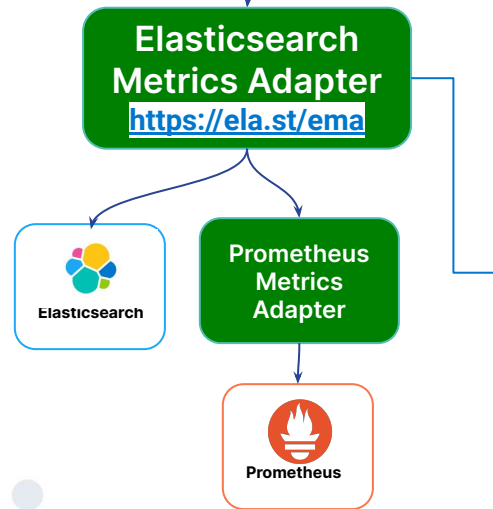 Elasticsearch
Metrics Adapter
https://ela.st/ema
Elasticsearch
Prometheus
Metrics
Adapter
Prometheus